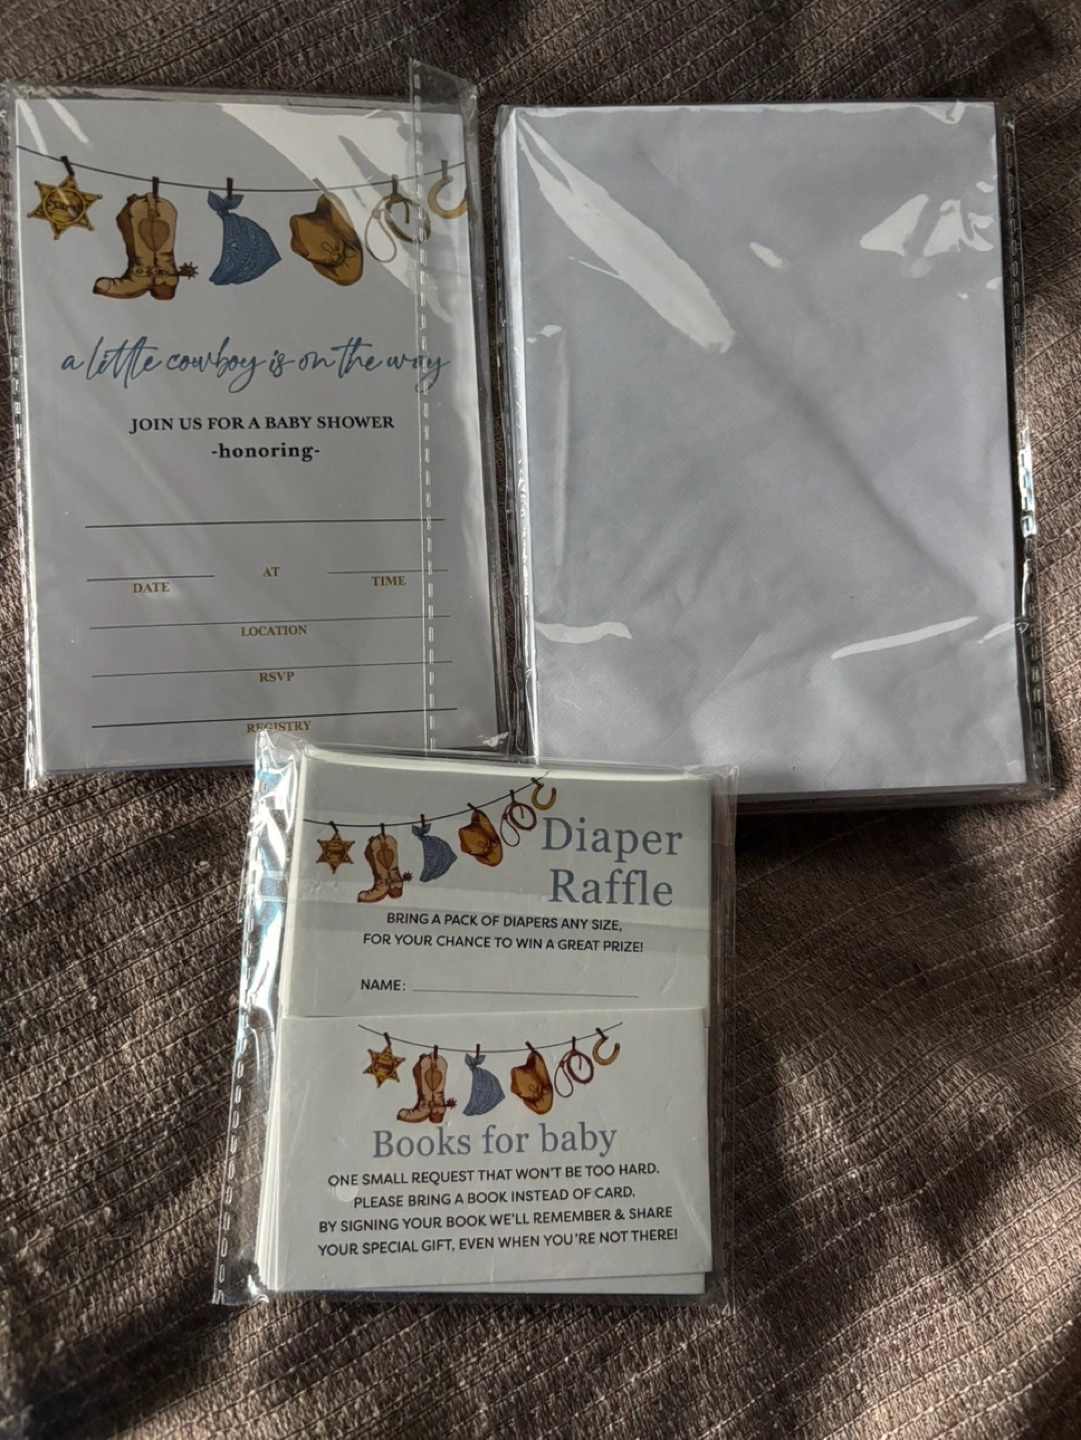 a little cowboy is on the way
JOIN US FOR A BABY SHOWER
-honoring-
AT
DATE
TIME
LOCATION
RSVP
REGISTRY
Diaper
Raffle
BRING A PACK OF DIAPERS ANY SIZE,
FOR YOUR CHANCE TO WIN A GREAT PRIZE!
NAME:
Books for baby
ONE SMALL REQUEST THAT WON'T BE TOO HARD.
PLEASE BRING A BOOK INSTEAD OF CARD.
BY SIGNING YOUR BOOK WE'LL REMEMBER & SHARE
YOUR SPECIAL GIFT, EVEN WHEN YOU'RE NOT THERE!